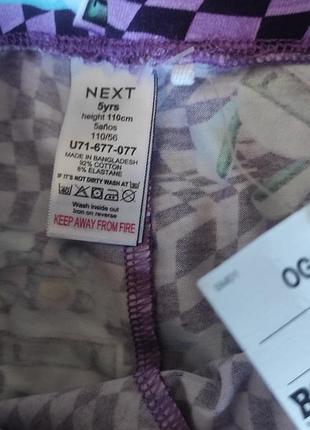 NEXT
5yrs
height 110cm
5años
110/56
U71-677-077
MADE IN BANGLADESH
92% COTTON
8% ELASTANE
IF IT'S NOT DIRTY WASH AT
Wash inside out
Iron on reverse
KEEP AWAY FROM FIRE
OG
B